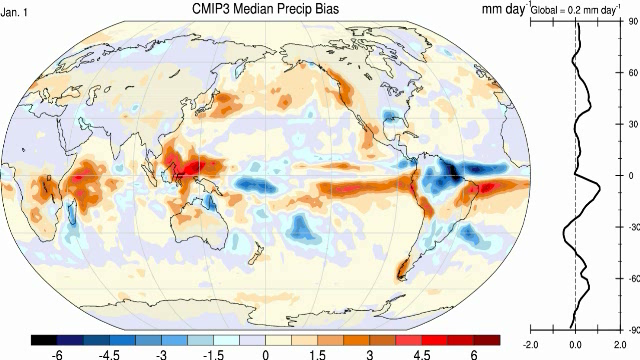 Jan. 1
CMIP3 Median Precip Bias
mm day-1
Global = 0.2 mm day-1
90
60
30
0
-30
-60
-90
-6 -4.5 -3 -1.5 0 1.5 3 4.5 6
-2.0 0.0 1.0 2.0